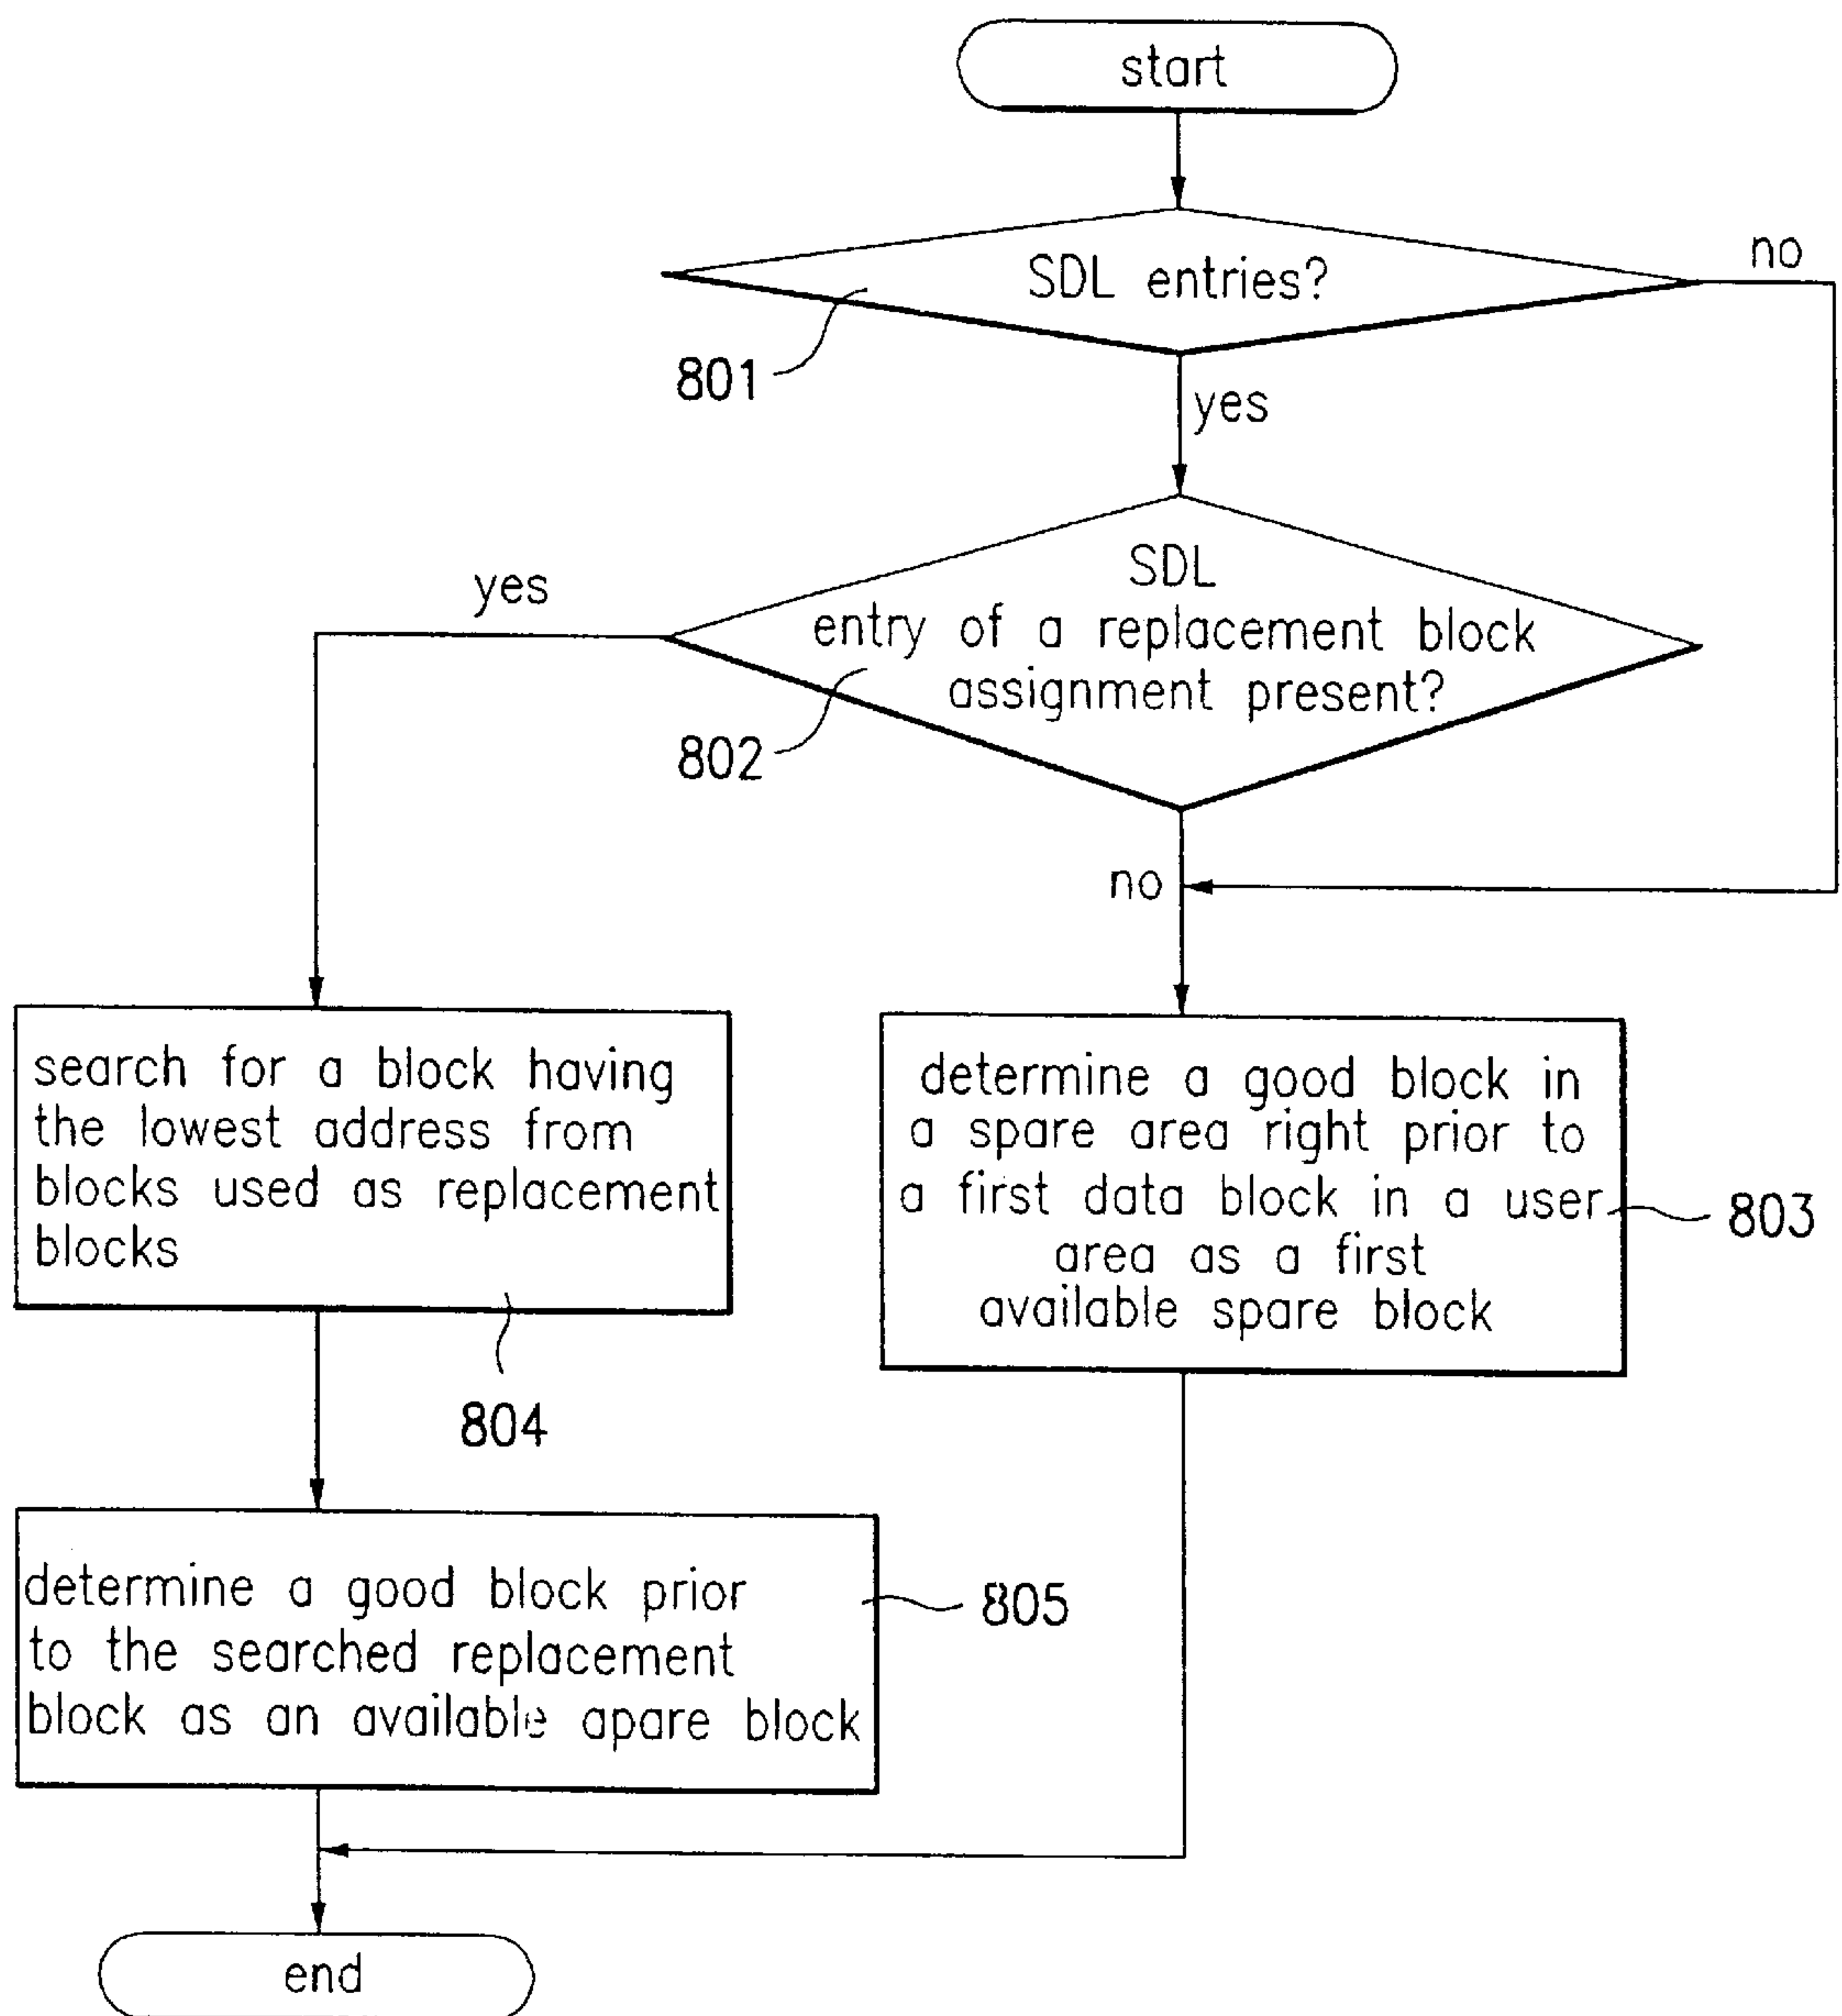 start
SDL entries?
no
801
yes
SDL
entry of a replacement block
assignment present?
yes
802
no
search for a block having
the lowest address from
blocks used as replacement
blocks
804
determine a good block in
a spare area right prior to
a first data block in a user
area as a first
available spare block
803
determine a good block prior
to the searched replacement
block as an available apare block
805
end